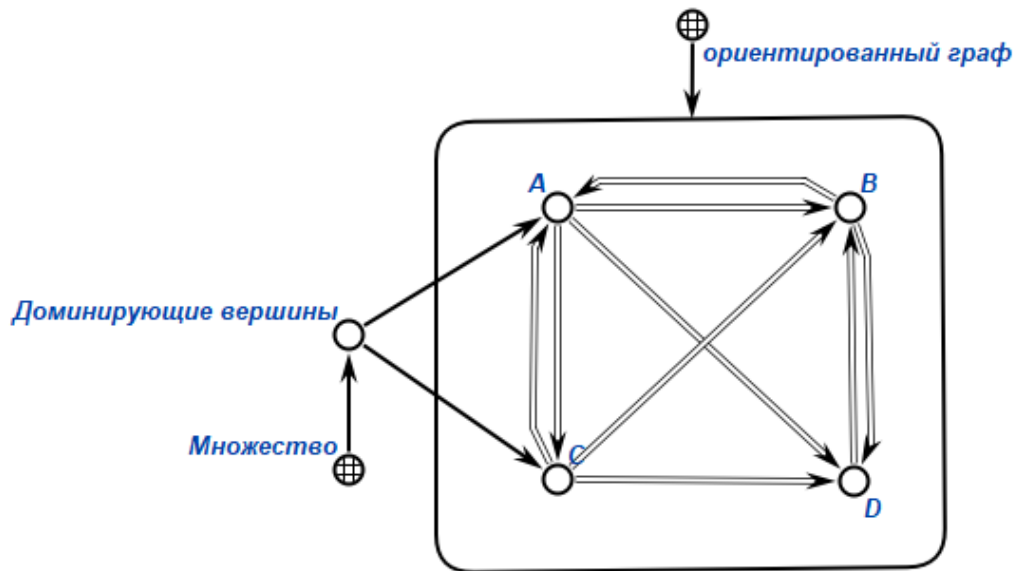 ориентированный граф
A
B
Доминирующие вершины
Множество
C
D